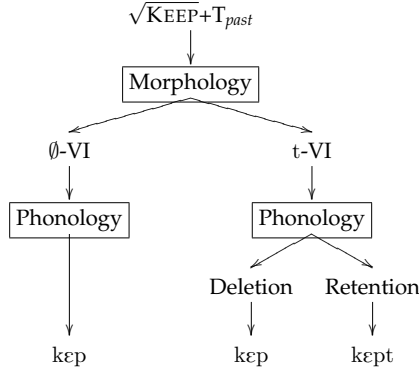 √KEEP+T_past
Morphology
∅-VI t-VI
Phonology Phonology
Deletion Retention
kɛp kɛp kɛpt